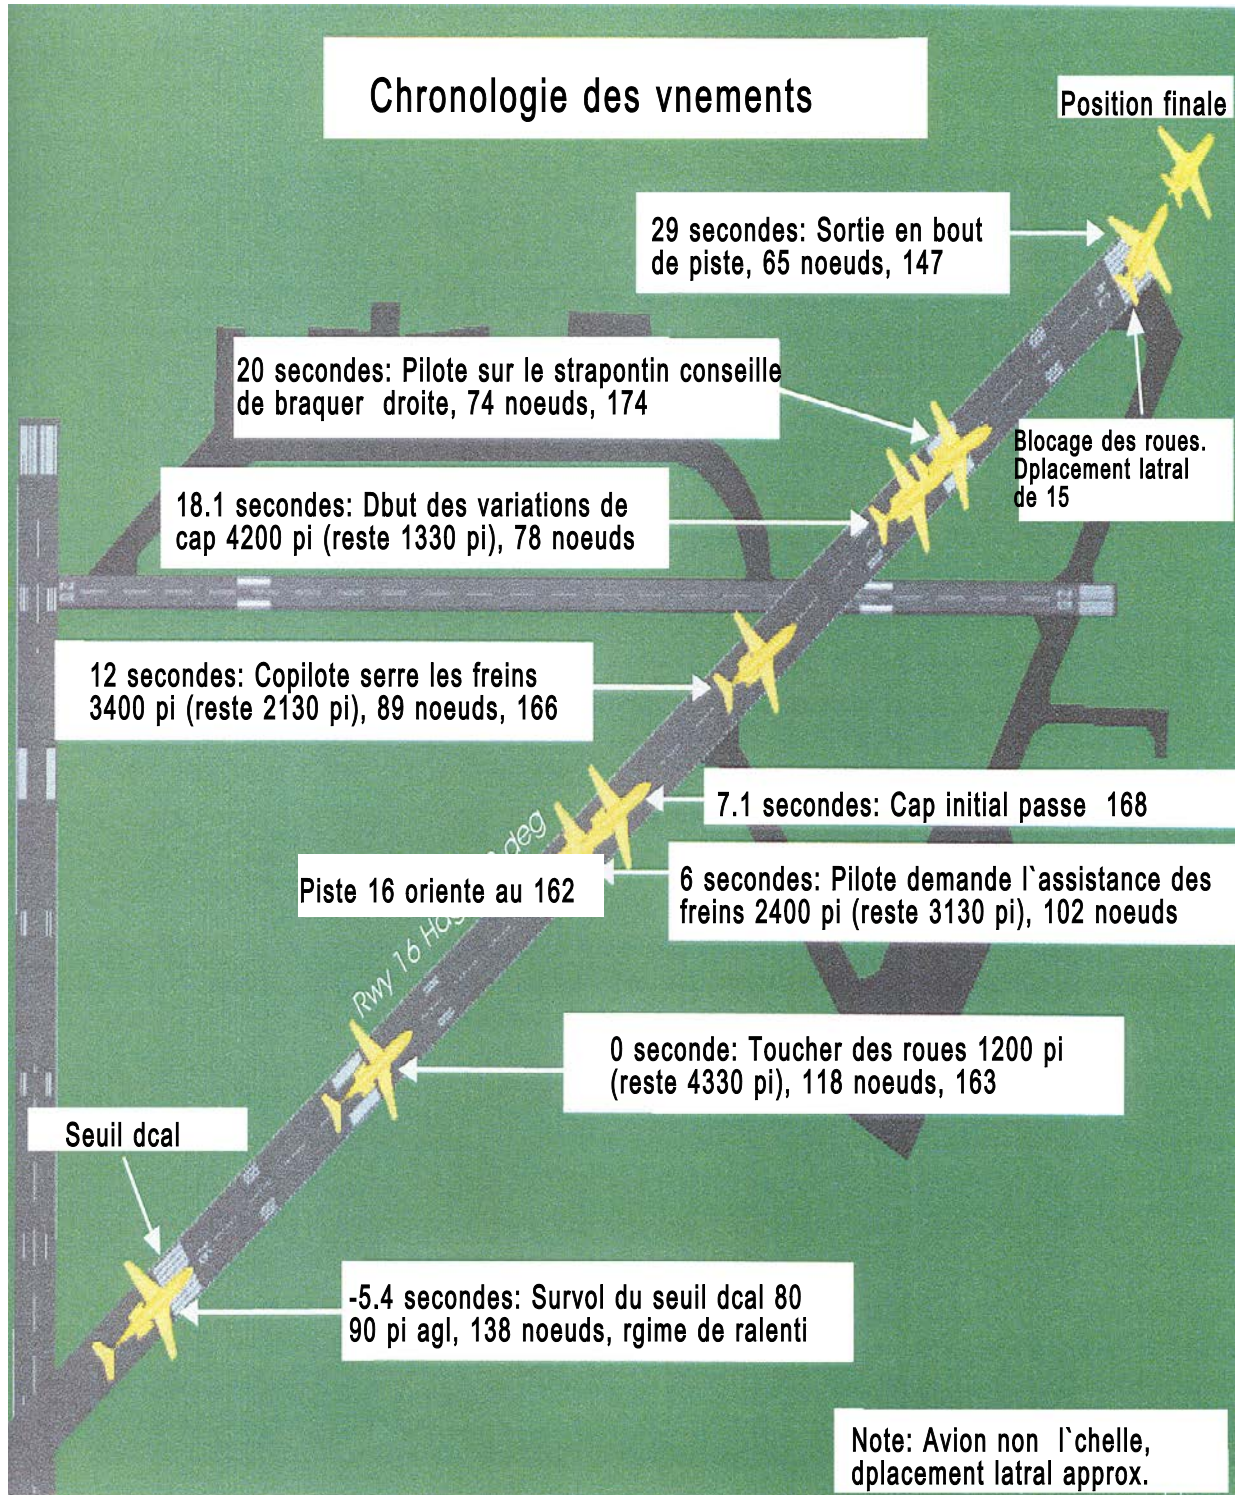 Chronologie des vnements
Position finale
29 secondes: Sortie en bout
de piste, 65 noeuds, 147
20 secondes: Pilote sur le strapontin conseille
de braquer  droite, 74 noeuds, 174
Blocage des roues.
Dplacement latral
de 15
18.1 secondes: Dbut des variations de
cap 4200 pi (reste 1330 pi), 78 noeuds
12 secondes: Copilote serre les freins
3400 pi (reste 2130 pi), 89 noeuds, 166
7.1 secondes: Cap initial passe  168
6 secondes: Pilote demande l`assistance des
freins 2400 pi (reste 3130 pi), 102 noeuds
Piste 16 oriente au 162
Rwy 16 deg
0 seconde: Toucher des roues 1200 pi
(reste 4330 pi), 118 noeuds, 163
Seuil dcal
-5.4 secondes: Survol du seuil dcal 80
90 pi agl, 138 noeuds, rgime de ralenti
Note: Avion non  l`chelle,
dplacement latral approx.